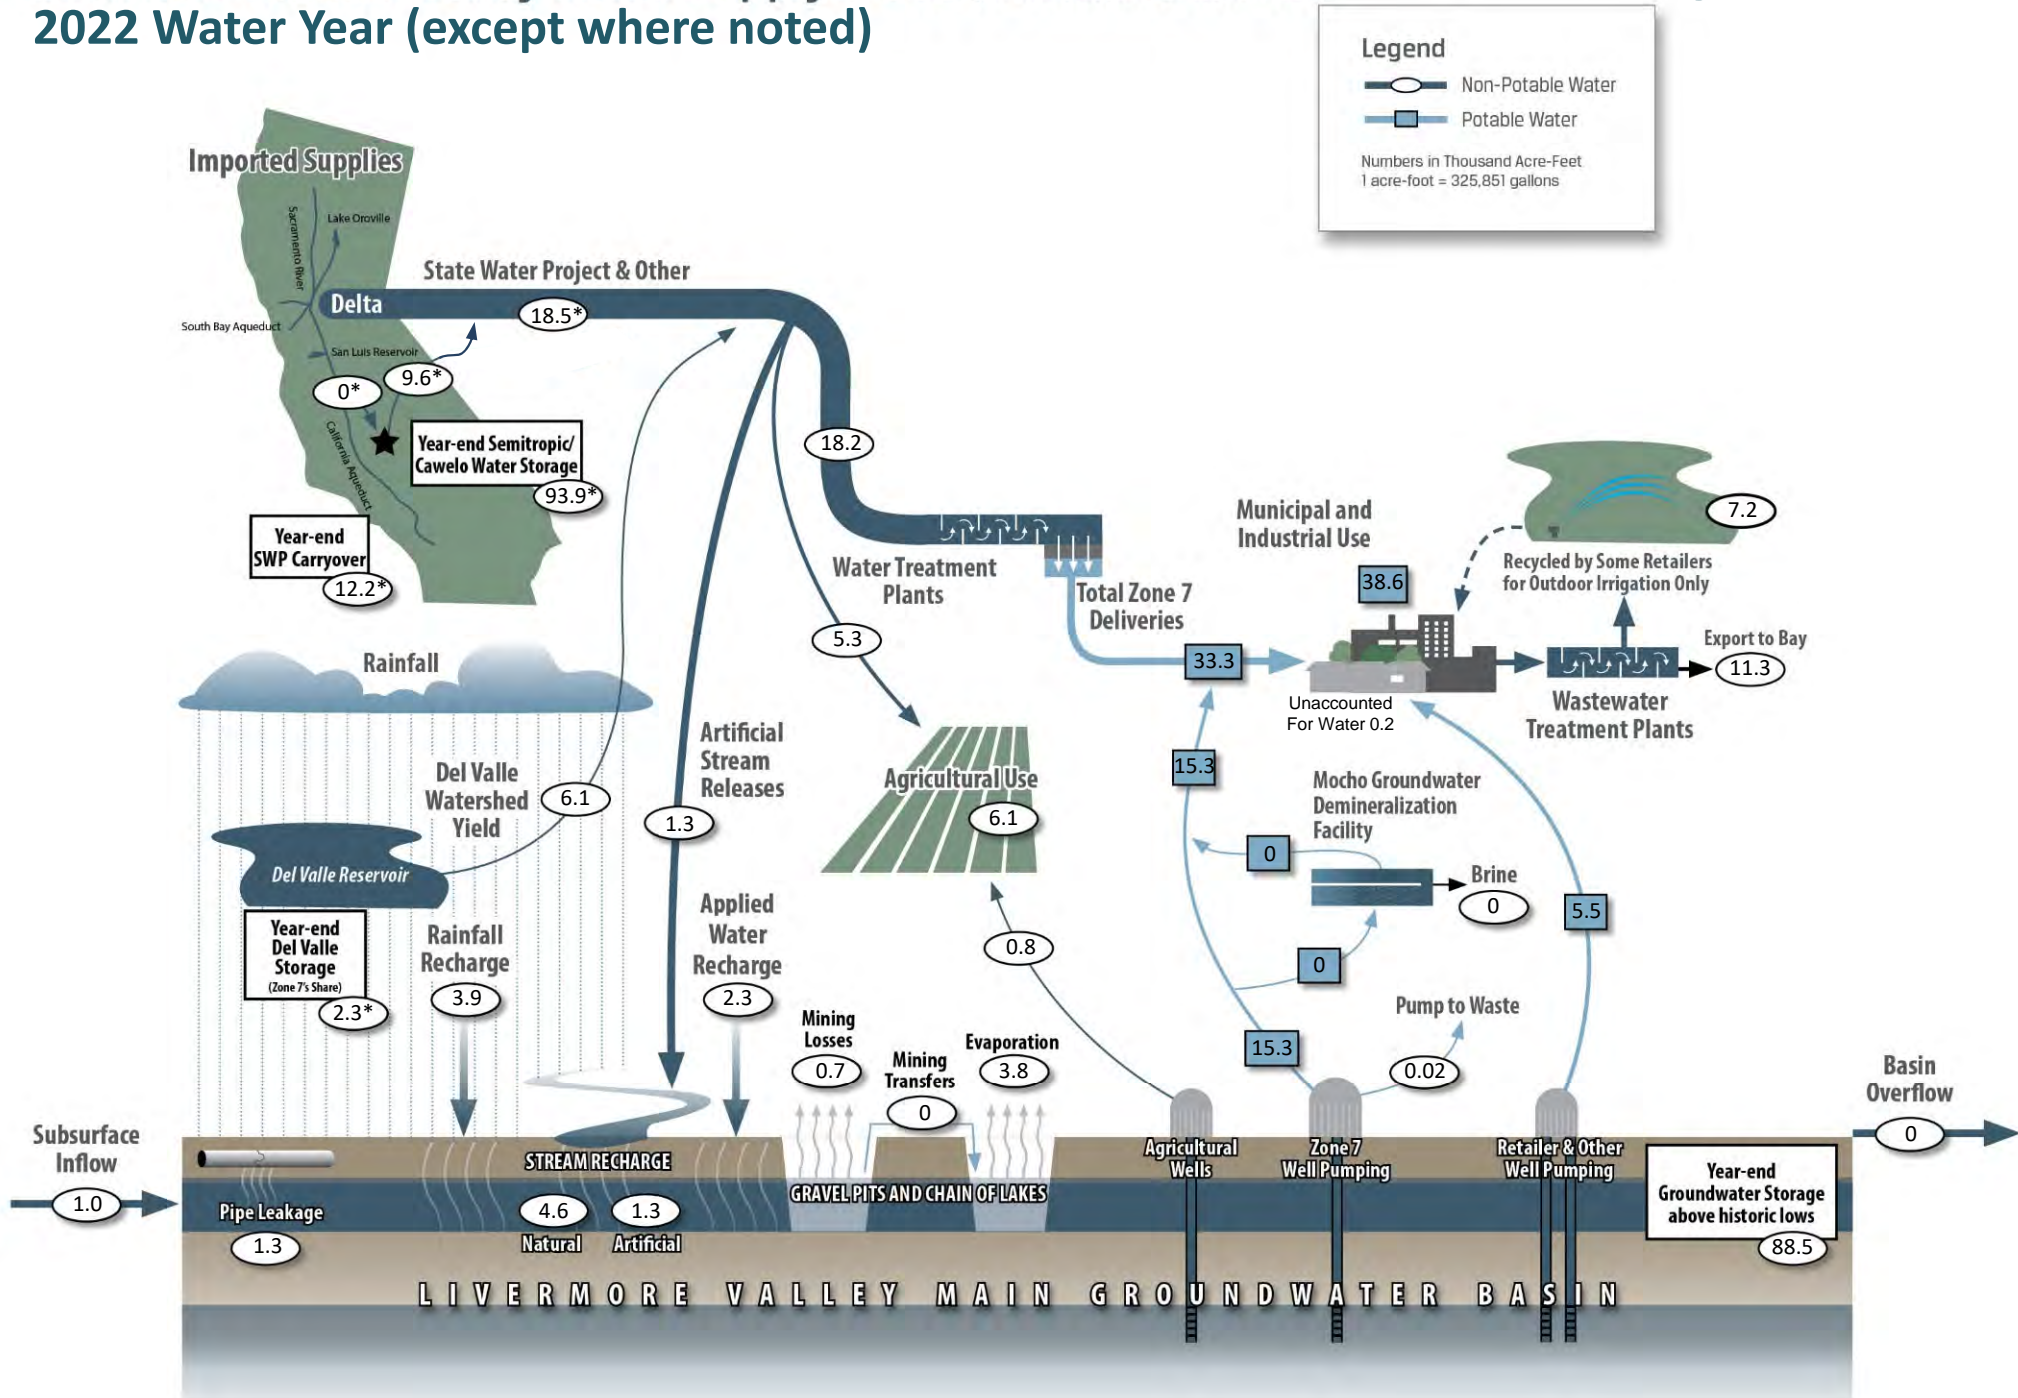 2022 Water Year (except where noted)
Legend
Non-Potable Water
Potable Water
Numbers in Thousand Acre-Feet
1 acre-foot = 325,851 gallons
Imported Supplies
Sacramento River
Lake Oroville
State Water Project & Other
Delta
18.5*
South Bay Aqueduct
San Luis Reservoir
0*
9.6*
California Aqueduct
Year-end Semitropic/
Cawelo Water Storage
93.9*
Year-end
SWP Carryover
12.2*
18.2
Water Treatment
Plants
Total Zone 7
Deliveries
33.3
Municipal and
Industrial Use
38.6
Unaccounted
For Water 0.2
7.2
Recycled by Some Retailers
for Outdoor Irrigation Only
Export to Bay
11.3
Wastewater
Treatment Plants
Rainfall
5.3
Del Valle
Watershed
Yield
6.1
Artificial
Stream
Releases
1.3
Agricultural Use
6.1
15.3
Mocho Groundwater
Demineralization
Facility
0
Brine
0
5.5
0
Del Valle Reservoir
Year-end
Del Valle
Storage
(Zone 7's Share)
2.3*
Rainfall
Recharge
3.9
Applied
Water
Recharge
2.3
0.8
Pump to Waste
0.02
15.3
Mining
Losses
0.7
Mining
Transfers
0
Evaporation
3.8
Basin
Overflow
0
Subsurface
Inflow
1.0
Pipe Leakage
1.3
STREAM RECHARGE
4.6
1.3
Natural
Artificial
GRAVEL PITS AND CHAIN OF LAKES
Agricultural
Wells
Zone 7
Well Pumping
Retailer & Other
Well Pumping
Year-end
Groundwater Storage
above historic lows
88.5
LIVERMORE VALLEY MAIN GROUNDWATER BASIN